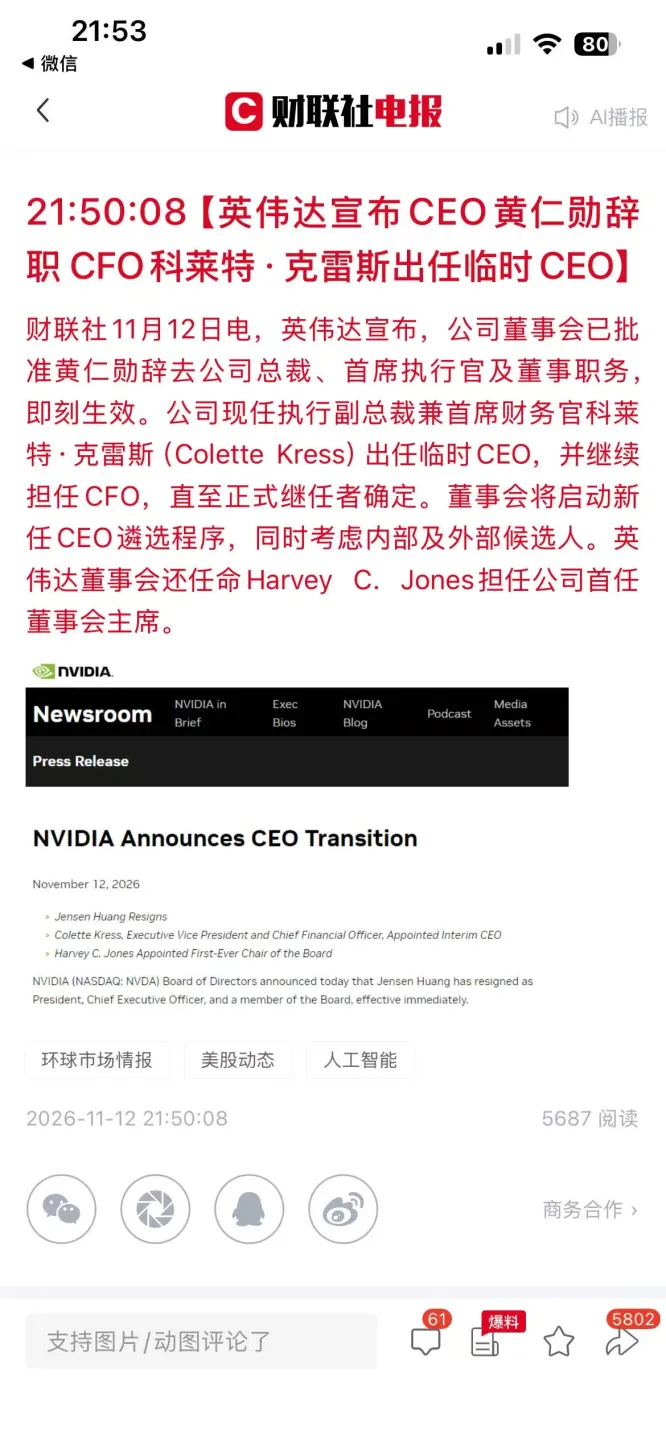 21:53
80
微信
C 财联社电报
AI播报
21:50:08【英伟达宣布CEO黄仁勋辞
职 CFO科莱特·克雷斯出任临时CEO】
财联社11月12日电，英伟达宣布，公司董事会已批
准黄仁勋辞去公司总裁、首席执行官及董事职务，
即刻生效。公司现任执行副总裁兼首席财务官科莱
特·克雷斯（Colette Kress）出任临时CEO，并继续
担任CFO，直至正式继任者确定。董事会将启动新
任CEO遴选程序，同时考虑内部及外部候选人。英
伟达董事会还任命Harvey C. Jones担任公司首任
董事会主席。
NVIDIA.
Newsroom
NVIDIA in
Brief
Exec
Bios
NVIDIA
Blog
Podcast
Media
Assets
Press Release
NVIDIA Announces CEO Transition
November 12, 2026
> Jensen Huang Resigns
> Colette Kress, Executive Vice President and Chief Financial Officer, Appointed Interim CEO
> Harvey C. Jones Appointed First-Ever Chair of the Board
NVIDIA (NASDAQ: NVDA) Board of Directors announced today that Jensen Huang has resigned as
President, Chief Executive Officer, and a member of the Board, effective immediately.
环球市场情报 美股动态 人工智能
2026-11-12 21:50:08 5687 阅读
商务合作 ›
支持图片/动图评论了
61
爆料
5802